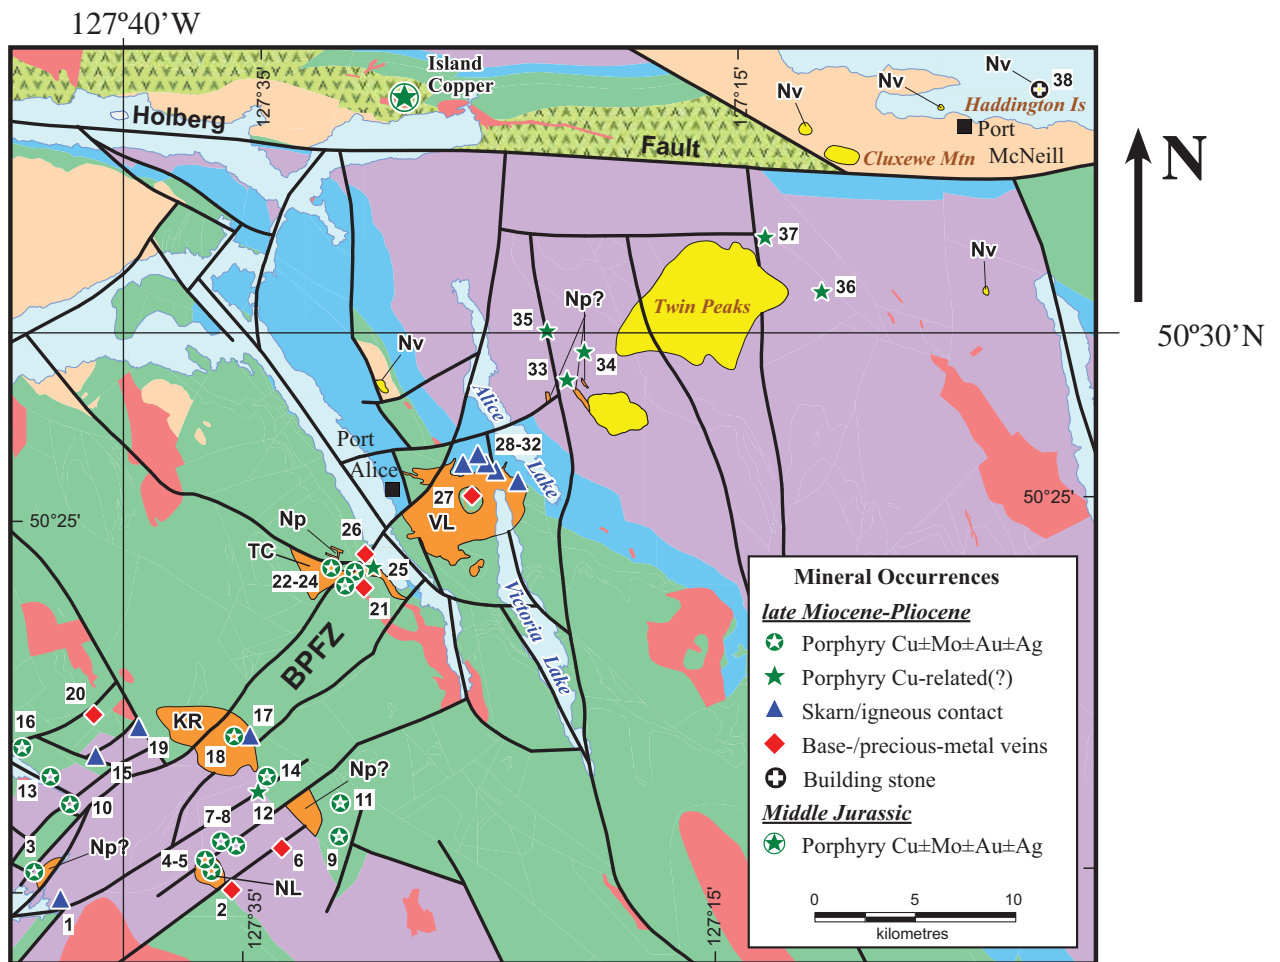 127°40'W
127°35'
127°15'
Island
Copper
Nv
Nv
Nv
38
Haddington Is
Port
McNeill
Holberg
Fault
Cluxewe Mtn
N
37
36
Nv
Twin Peaks
Np?
35
34
33
50°30'N
Nv
Alice
Lake
Port
Alice
28-32
27
VL
50°25'
50°25'
Np
26
TC
25
22-24
21
Victoria
Lake
BPFZ
20
KR
17
16
19
18
15
14
Np?
13
12
11
10
7-8
3
Np?
4-5
6
9
NL
2
1
127°35'
127°15'
Mineral Occurrences
late Miocene-Pliocene
Porphyry Cu±Mo±Au±Ag
Porphyry Cu-related(?)
Skarn/igneous contact
Base-/precious-metal veins
Building stone
Middle Jurassic
Porphyry Cu±Mo±Au±Ag
0 5 10
kilometres